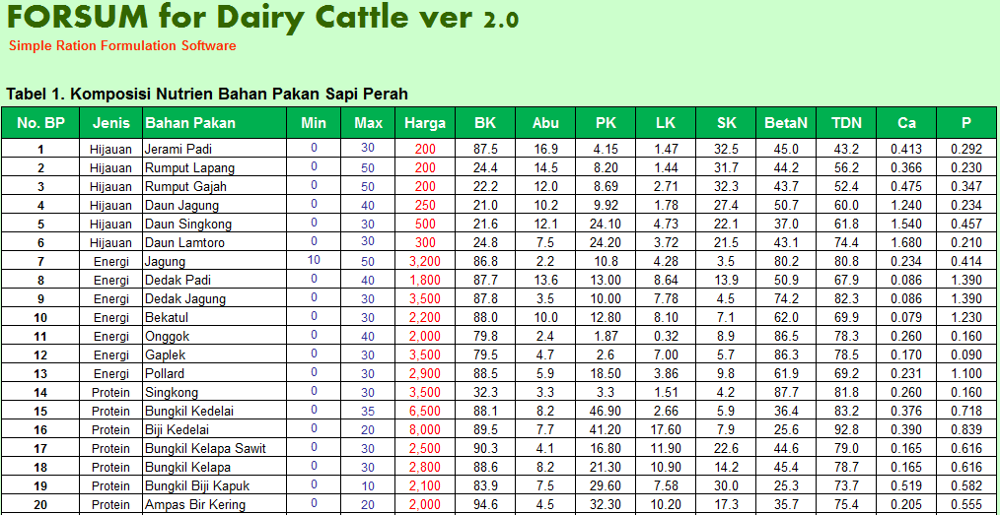 FORSUM for Dairy Cattle ver 2.0
Simple Ration Formulation Software
Tabel 1. Komposisi Nutrien Bahan Pakan Sapi Perah
No. BP Jenis Bahan Pakan Min Max Harga BK Abu PK LK SK BetaN TDN Ca P
1 Hijauan Jerami Padi 0 30 200 87.5 16.9 4.15 1.47 32.5 45.0 43.2 0.413 0.292
2 Hijauan Rumput Lapang 0 50 200 24.4 14.5 8.20 1.44 31.7 44.2 56.2 0.366 0.230
3 Hijauan Rumput Gajah 0 50 200 22.2 12.0 8.69 2.71 32.3 43.7 52.4 0.475 0.347
4 Hijauan Daun Jagung 0 40 250 21.0 10.2 9.92 1.78 27.4 50.7 60.0 1.240 0.234
5 Hijauan Daun Singkong 0 30 500 21.6 12.1 24.10 4.73 22.1 37.0 61.8 1.540 0.457
6 Hijauan Daun Lamtoro 0 30 300 24.8 7.5 24.20 3.72 21.5 43.1 74.4 1.680 0.210
7 Energi Jagung 10 50 3,200 86.8 2.2 10.8 4.28 3.5 80.2 80.8 0.234 0.414
8 Energi Dedak Padi 0 40 1,800 87.7 13.6 13.00 8.64 13.9 50.9 67.9 0.086 1.390
9 Energi Dedak Jagung 0 30 3,500 87.8 3.5 10.00 7.78 4.5 74.2 82.3 0.086 1.390
10 Energi Bekatul 0 30 2,200 88.0 10.0 12.80 8.10 7.1 62.0 69.9 0.079 1.230
11 Energi Onggok 0 40 2,000 79.8 2.4 1.87 0.32 8.9 86.5 78.3 0.260 0.160
12 Energi Gaplek 0 30 3,500 79.5 4.7 2.6 7.00 5.7 86.3 78.5 0.170 0.090
13 Energi Pollard 0 30 2,900 88.5 5.9 18.50 3.86 9.8 61.9 69.2 0.231 1.100
14 Protein Singkong 0 30 3,500 32.3 3.3 3.3 1.51 4.2 87.7 81.8 0.260 0.160
15 Protein Bungkil Kedelai 0 35 6,500 88.1 8.2 46.90 2.66 5.9 36.4 83.2 0.376 0.718
16 Protein Biji Kedelai 0 20 8,000 89.5 7.7 41.20 17.60 7.9 25.6 92.8 0.390 0.839
17 Protein Bungkil Kelapa Sawit 0 30 2,500 90.3 4.1 16.80 11.90 22.6 44.6 79.0 0.165 0.616
18 Protein Bungkil Kelapa 0 30 2,800 88.6 8.2 21.30 10.90 14.2 45.4 78.7 0.165 0.616
19 Protein Bungkil Biji Kapuk 0 10 2,100 83.9 7.5 29.60 7.58 30.0 25.3 73.7 0.519 0.582
20 Protein Ampas Bir Kering 0 20 2,000 94.6 4.5 32.30 10.20 17.3 35.7 75.4 0.205 0.555